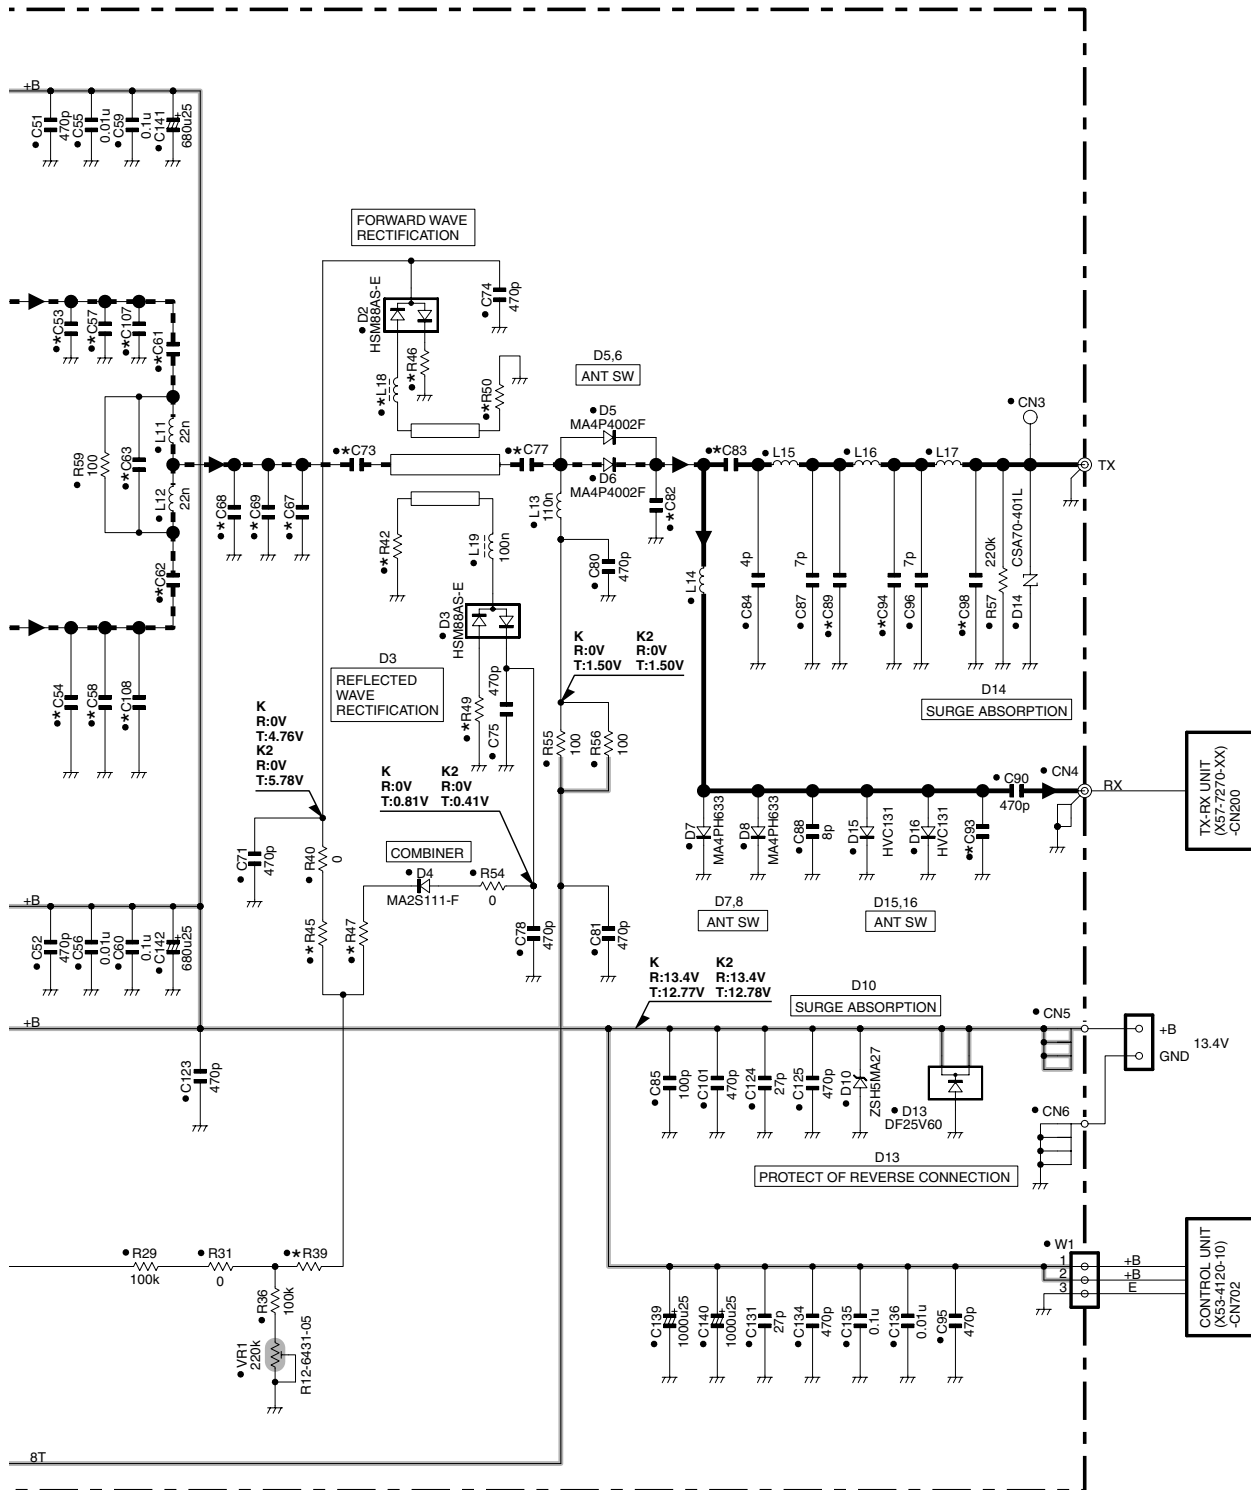 +B
●C51
470p
●C55
0.01u
●C59
0.1u
●C141
680u25
+
FORWARD WAVE
RECTIFICATION
●D2
HSM88AS-E
●C74
470p
●★C53
●★C57
●★C107
●★C61
●★L18
●★R46
●★R50
D5,6
ANT SW
●D5
MA4P4002F
●CN3
●R59
100
●★C63
●L11
22n
●★C73
●★C77
D6
MA4P4002F
●★C83
●L15
●L16
●L17
TX
●L12
22n
●★C68
●★C69
●★C67
●★R42
●L19
100n
●L13
110n
●★C82
●C80
470p
●L14
4p
●C84
7p
●C87
●★C89
●★C94
7p
●C96
●★C98
220k
●R57
CSA70-401L
●D14
●★C62
●D3
HSM88AS-E
D3
REFLECTED
WAVE
RECTIFICATION
K K2
R:0V R:0V
T:1.50V T:1.50V
D14
SURGE ABSORPTION
●★C54
●★C58
●★C108
K
R:0V
T:4.76V
K2
R:0V
T:5.78V
●★R49
470p
●C75
●R55
100
●R56
100
K K2
R:0V R:0V
T:0.81V T:0.41V
●C90
470p
●CN4
RX
TX-RX UNIT
(X57-7270-XX)
-CN200
●D7
MA4PH633
●D8
MA4PH633
●C88
8p
●D15
HVC131
●D16
HVC131
●★C93
●C71
470p
●R40
0
COMBINER
●D4
MA2S111-F
●R54
0
D7,8
ANT SW
D15,16
ANT SW
+B
●C52
470p
●C56
0.01u
●C60
0.1u
●C142
680u25
+
●★R45
●★R47
●C78
470p
●C81
470p
K K2
R:13.4V R:13.4V
T:12.77V T:12.78V
D10
SURGE ABSORPTION
●CN5
+B
+B
13.4V
GND
●C123
470p
●C85
100p
●C101
470p
●C124
27p
●C125
470p
●D10
ZSH5MA27
●D13
DF25V60
●CN6
D13
PROTECT OF REVERSE CONNECTION
●R29
100k
●R31
0
●★R39
●W1
1
2
3
+B
+B
E
CONTROL UNIT
(X53-4120-10)
-CN702
●R36
100k
●VR1
220k
R12-6431-05
●C139
1000u25
+
●C140
1000u25
+
●C131
27p
●C134
470p
●C135
0.1u
●C136
0.01u
●C95
470p
8T